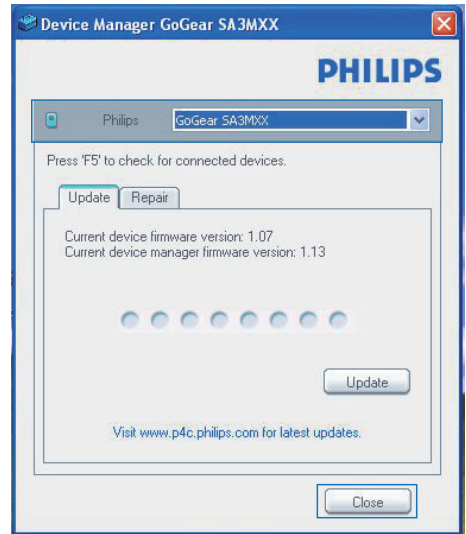 Device Manager GoGear SA3MXX
PHILIPS
Philips GoGear SA3MXX
Press 'F5' to check for connected devices.
Update Repair
Current device firmware version: 1.07
Current device manager firmware version: 1.13
Update
Visit www.p4c.philips.com for latest updates.
Close